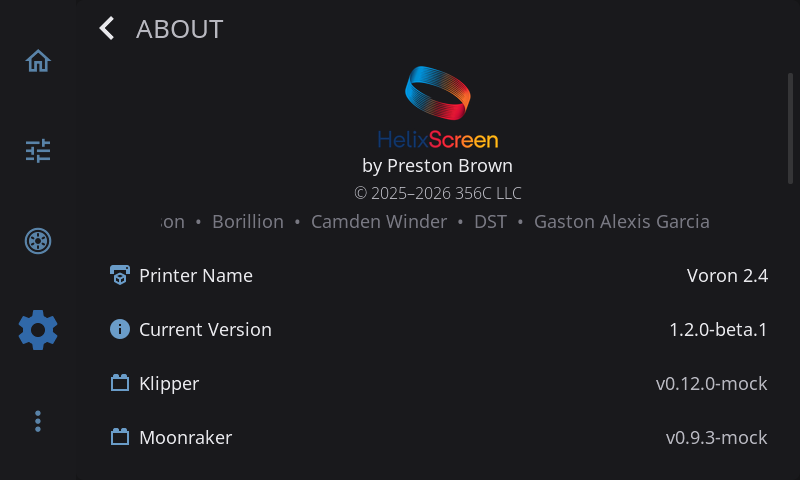 ABOUT
HelixScreen
by Preston Brown
© 2025–2026 356C LLC
on • Borillion • Camden Winder • DST • Gaston Alexis Garcia
Printer Name Voron 2.4
Current Version 1.2.0-beta.1
Klipper v0.12.0-mock
Moonraker v0.9.3-mock